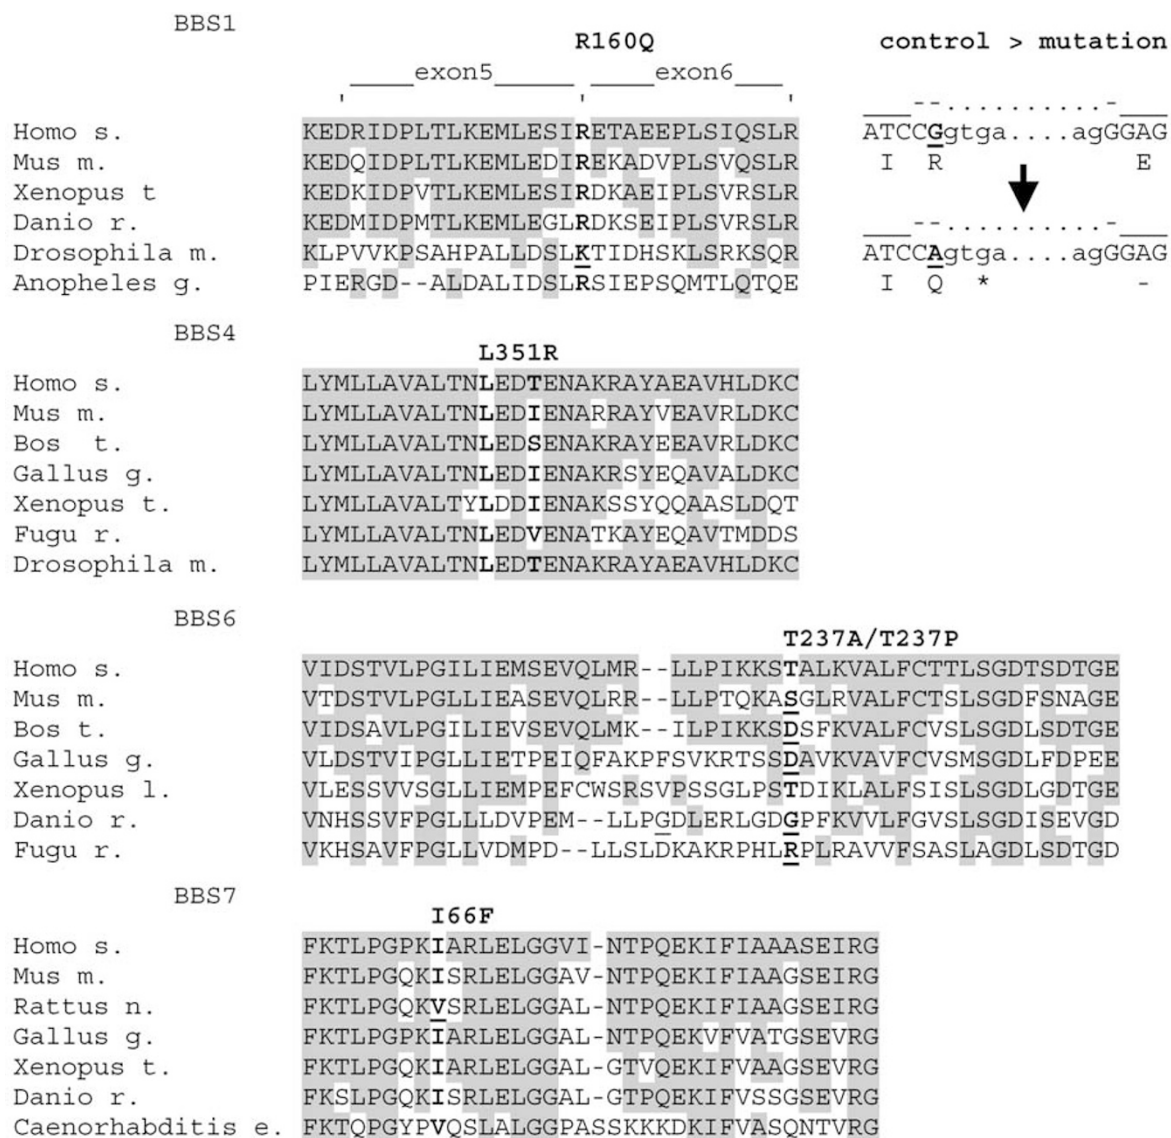 BBS1
R160Q
control > mutation
____exon5_____ ____exon6____
' ' '
--..........-
Homo s. KEDRIDPLTLKEMLESIRETAEEPLSIQSLR ATCCGgtga....agGGAG
Mus m. KEDQIDPLTLKEMLEDIREKADVPLSVQSLR I R E
Xenopus t KEDKIDPVTLKEMLESIRDKAEIPLSVRSLR
Danio r. KEDMIDPMTLKEMLEGLRDKSEIPLSVRSLR --..........-
Drosophila m. KLPVVKPSAHPALLDSLKTIDHSKLSRKSQR ATCCAgtga....agGGAG
Anopheles g. PIERGD--ALDALIDSLRSIEPSQMTLQTQE I Q * -
BBS4
L351R
Homo s. LYMLLAVALTNLEDTENAKRAYAEAVHLDKC
Mus m. LYMLLAVALTNLEDIENARRAYVEAVRLDKC
Bos t. LYMLLAVALTNLEDSENAKRAYEEAVRLDKC
Gallus g. LYMLLAVALTNLEDIENAKRSYEQAVALDKC
Xenopus t. LYMLLAVALTYLDDIENAKSSYQQAASLDQT
Fugu r. LYMLLAVALTNLEDVENATKAYEQAVTMDDS
Drosophila m. LYMLLAVALTNLEDTENAKRAYAEAVHLDKC
BBS6
T237A/T237P
Homo s. VIDSTVLPGILIEMSEVQLMR--LLPIKKSTALKVALFCTTLSGDTSDTGE
Mus m. VTDSTVLPGLLIEASEVQLRR--LLPTQKASGLRVALFCTSLSGDFSNAGE
Bos t. VIDSAVLPGILIEVSEVQLMK--ILPIKKSDSFKVALFCVSLSGDLSDTGE
Gallus g. VLDSTVIPGLLIETPEIQFAKPFSVKRTSSDAVKVAVFCVSMSGDLFDPEE
Xenopus l. VLESSVVSGLLIEMPEFCWSRSVPSSGLPSTDIKLALFSISLSGDLGDTGE
Danio r. VNHSSVFPGLLLDVPEM--LLPGDLERLGDGPFKVVLFGVSLSGDISEVGD
Fugu r. VKHSAVFPGLLVDMPD--LLSLDKAKRPHLRPLRAVVFSASLAGDLSDTGD
BBS7
I66F
Homo s. FKTLPGPKIARLELGGVI-NTPQEKIFIAAASEIRG
Mus m. FKTLPGQKISRLELGGAV-NTPQEKIFIAAGSEIRG
Rattus n. FKTLPGQKVSRLELGGAL-NTPQEKIFIAAGSEIRG
Gallus g. FKTLPGPKIARLELGGAL-NTPQEKVFVATGSEVRG
Xenopus t. FKTLPGQKIARLELGGAL-GTVQEKIFVAAGSEVRG
Danio r. FKSLPGQKISRLELGGAL-GTPQEKIFVSSGSEVRG
Caenorhabditis e. FKTQPGYPVQSLALGGPASSKKKDKIFVASQNTVRG